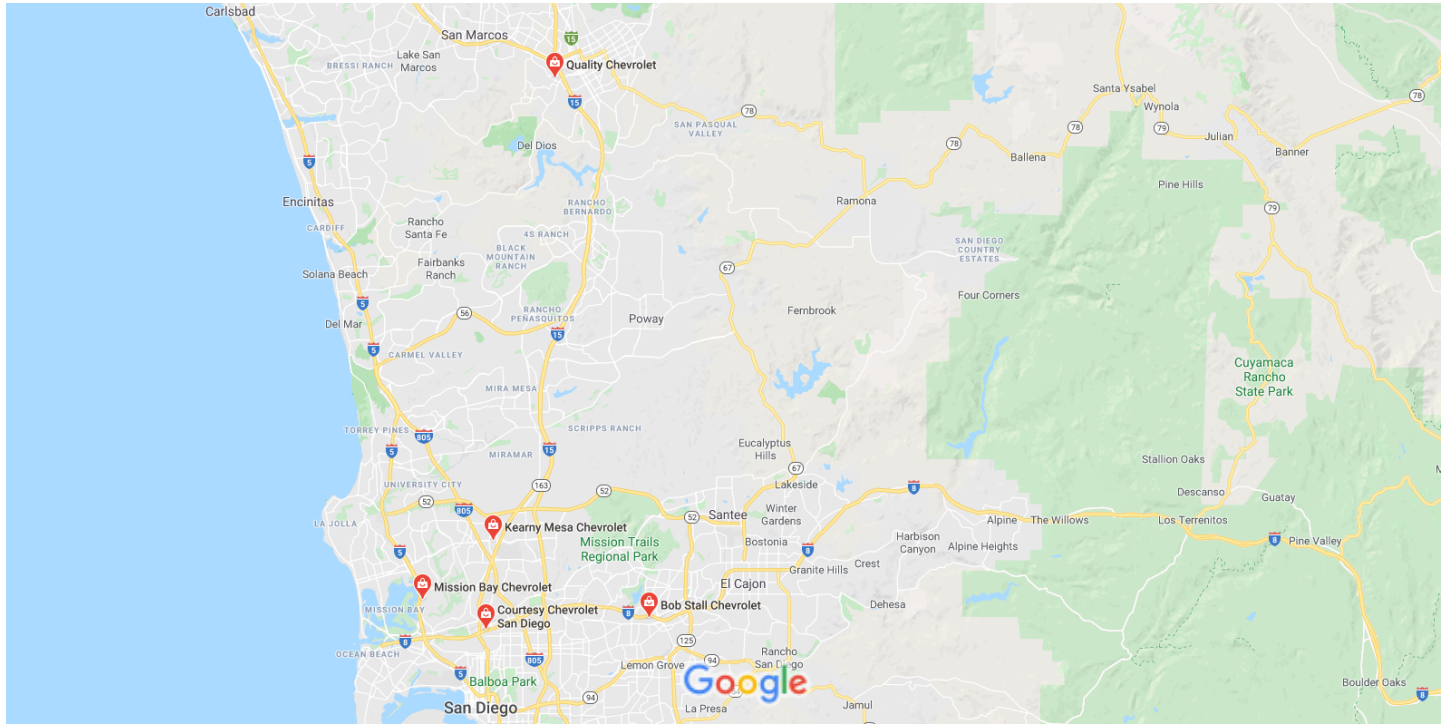 Carlsbad
San Marcos
15
Lake San
Marcos
BRESSI RANCH
Quality Chevrolet
15
78
SAN PASQUAL
VALLEY
78
Santa Ysabel
Wynola
78
79
Julian
78
Banner
78
Ballena
Del Dios
5
Pine Hills
Encinitas
RANCHO
BERNARDO
Ramona
79
CARDIFF
Rancho
Santa Fe
4S RANCH
BLACK
MOUNTAIN
RANCH
SAN DIEGO
COUNTRY
ESTATES
Solana Beach
Fairbanks
Ranch
67
Four Corners
5
56
RANCHO
PEÑASQUITOS
Poway
Fernbrook
Del Mar
15
5
CARMEL VALLEY
Cuyamaca
Rancho
State Park
MIRA MESA
TORREY PINES
805
SCRIPPS RANCH
5
15
MIRAMAR
Eucalyptus
Hills
67
Stallion Oaks
UNIVERSITY CITY
163
52
Lakeside
8
Descanso
Guatay
52
805
LA JOLLA
Kearny Mesa Chevrolet
52
Santee
Winter
Gardens
Alpine
The Willows
Los Terrenitos
Mission Trails
Regional Park
Bostonia
8
Harbison
Canyon
Alpine Heights
8
Pine Valley
5
Granite Hills
Crest
El Cajon
Mission Bay Chevrolet
MISSION BAY
Courtesy Chevrolet
San Diego
8
Bob Stall Chevrolet
Dehesa
8
OCEAN BEACH
805
125
Lemon Grove
94
Rancho
San Diego
5
Balboa Park
94
Google
8
Boulder Oaks
San Diego
La Presa
Jamul